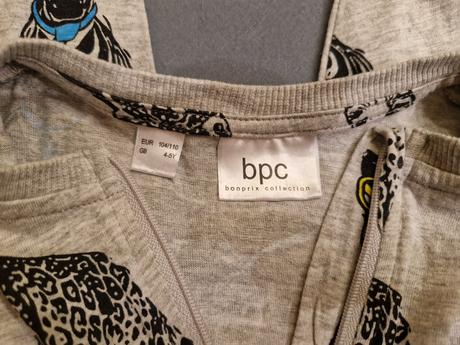 EUR 104/110
GB 4-5Y
bpc
bonprix collection